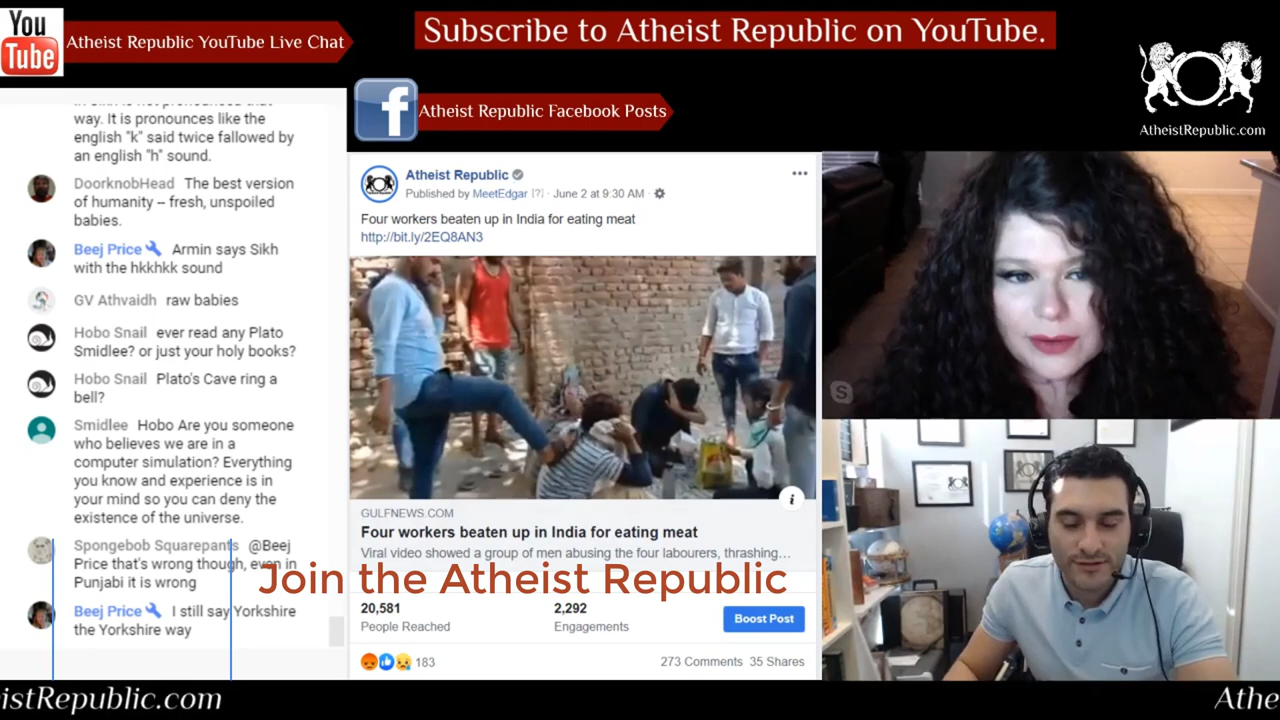 You
Tube
Atheist Republic YouTube Live Chat
Subscribe to Atheist Republic on YouTube.
AtheistRepublic.com
f
Atheist Republic Facebook Posts
way. It is pronounces like the
english "k" said twice fallowed by
an english "h" sound.
DoorknobHead The best version
of humanity -- fresh, unspoiled
babies.
Beej Price Armin says Sikh
with the hkkhkk sound
GV Athvaidh raw babies
Hobo Snail ever read any Plato
Smidlee? or just your holy books?
Hobo Snail Plato's Cave ring a
bell?
Smidlee Hobo Are you someone
who believes we are in a
computer simulation? Everything
you know and experience is in
your mind so you can deny the
existence of the universe.
Spongebob Squarepants @Beej
Price that's wrong though, even in
Punjabi it is wrong
Beej Price I still say Yorkshire
the Yorkshire way
Atheist Republic
Published by MeetEdgar [?] · June 2 at 9:30 AM ·
Four workers beaten up in India for eating meat
http://bit.ly/2EQ8AN3
GULFNEWS.COM
Four workers beaten up in India for eating meat
Viral video showed a group of men abusing the four labourers, thrashing...
Join the Atheist Republic
20,581
People Reached
2,292
Engagements
Boost Post
183
273 Comments 35 Shares
istRepublic.com
Athe